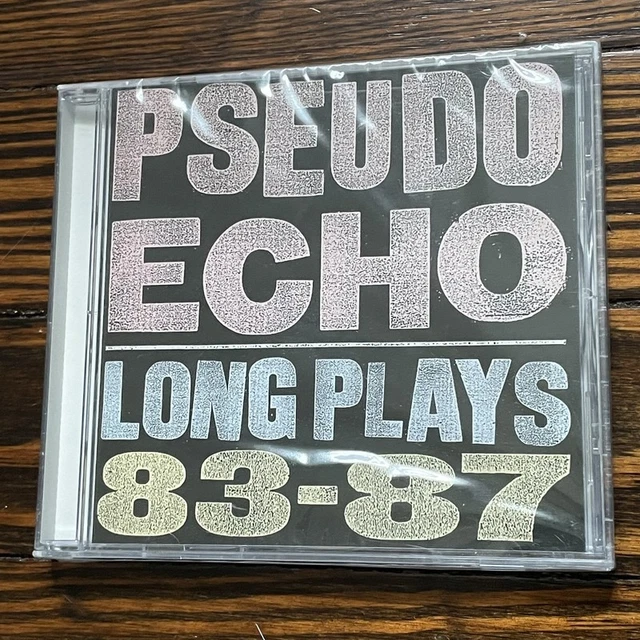 PSEUDO
ECHO
LONG PLAYS
83-87